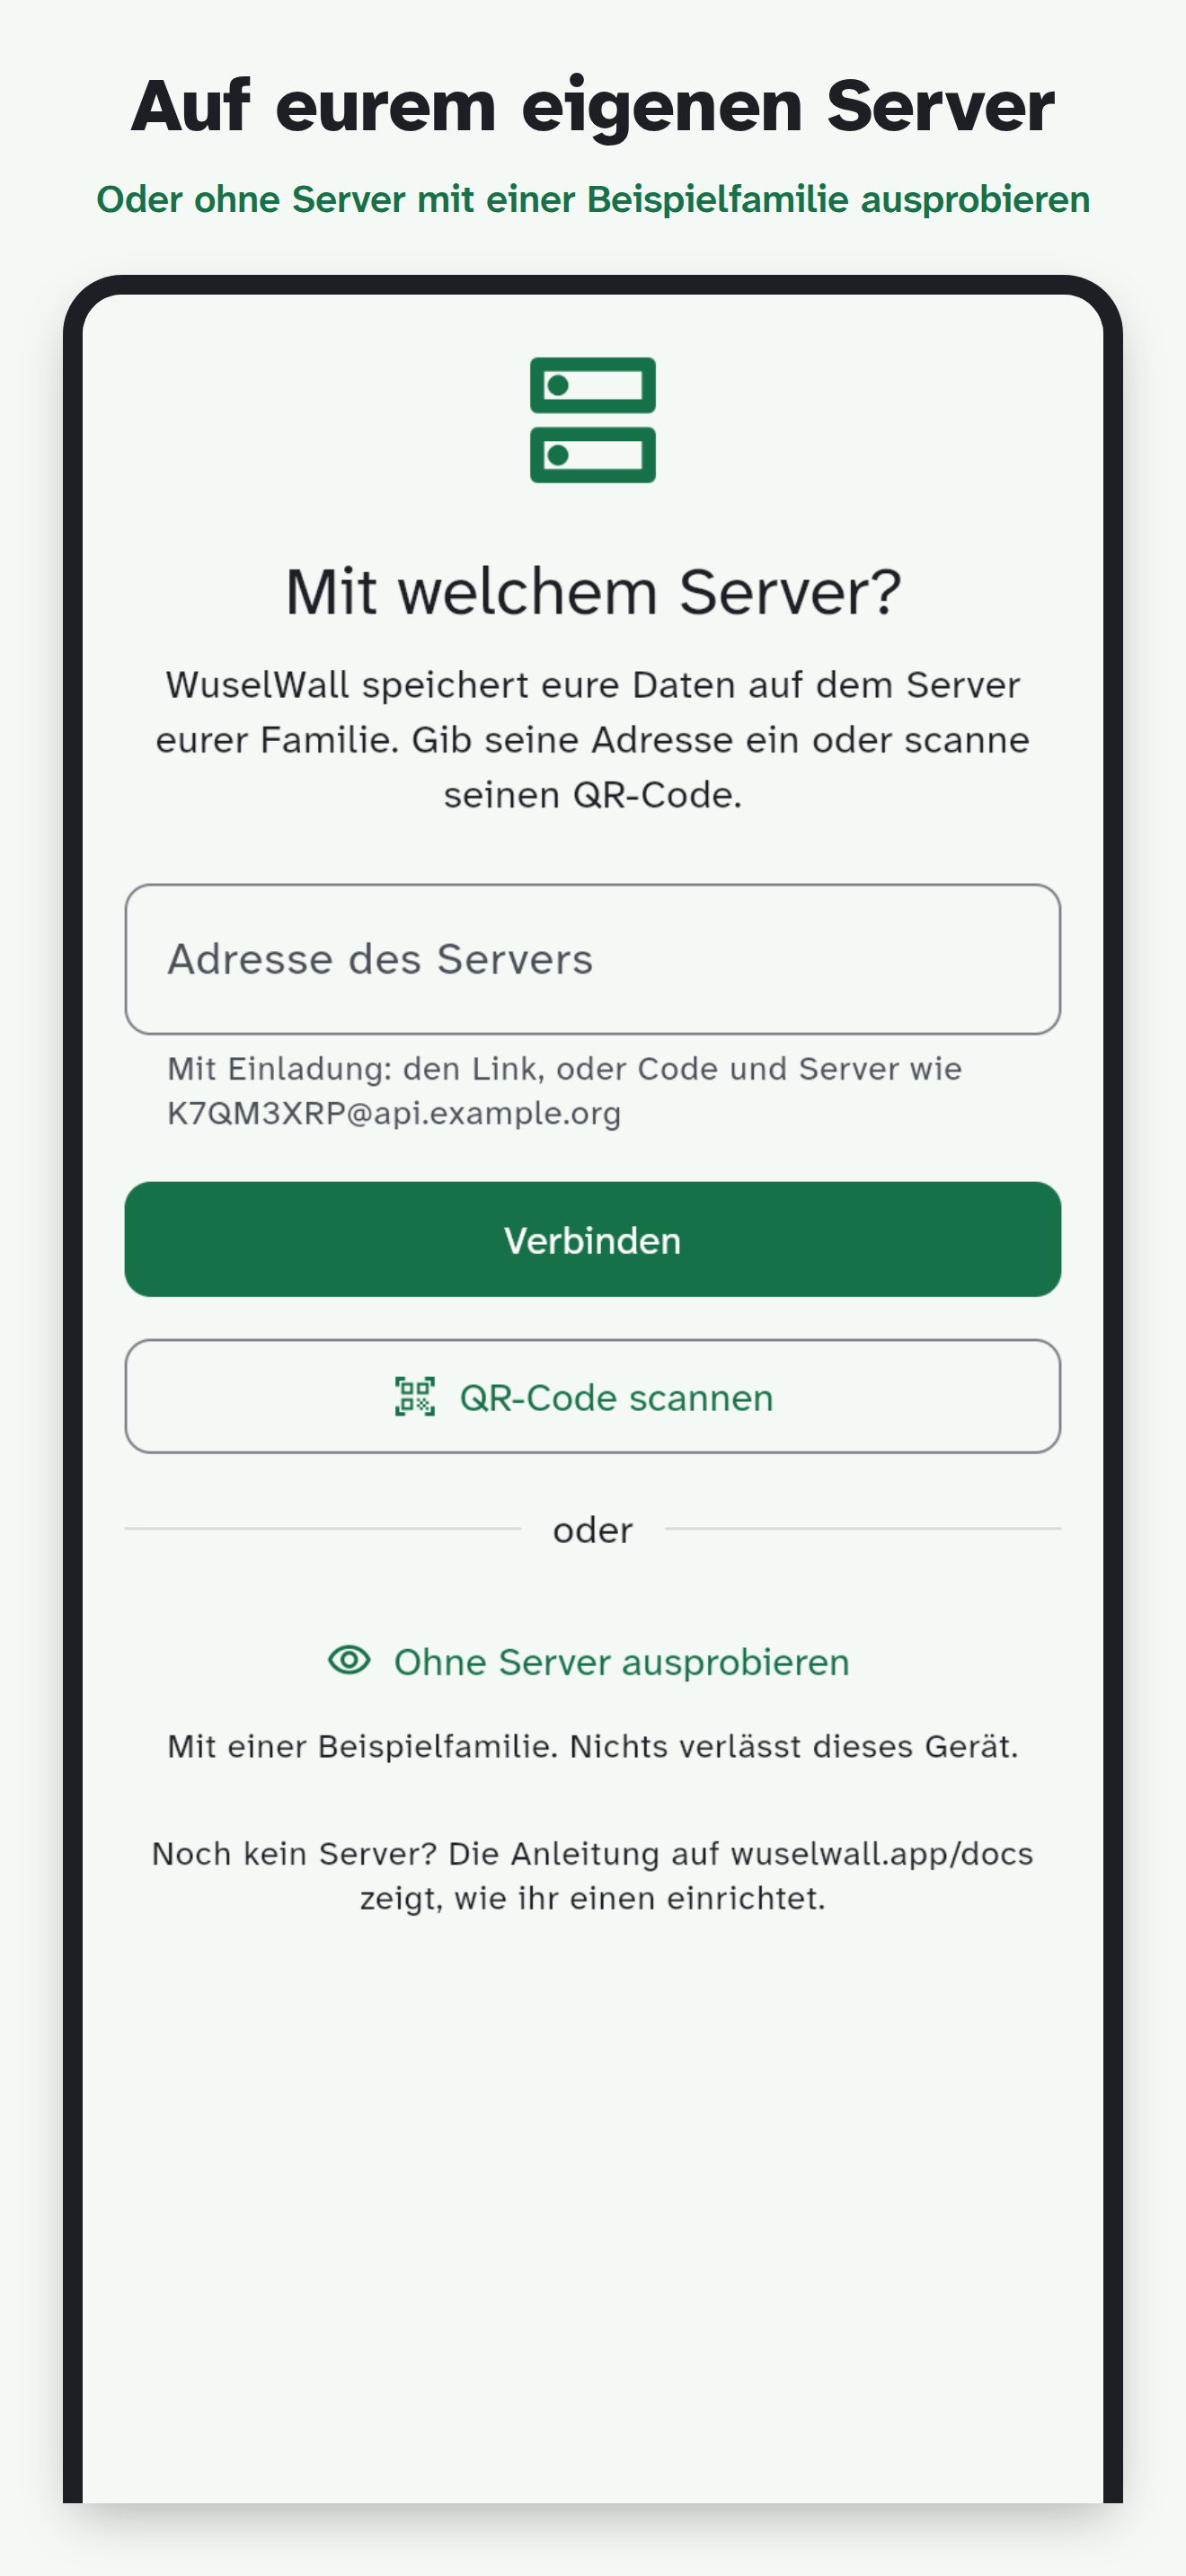 Auf eurem eigenen Server
Oder ohne Server mit einer Beispielfamilie ausprobieren
Mit welchem Server?
WuselWall speichert eure Daten auf dem Server
eurer Familie. Gib seine Adresse ein oder scanne
seinen QR-Code.
Adresse des Servers
Mit Einladung: den Link, oder Code und Server wie
K7QM3XRP@api.example.org
Verbinden
QR-Code scannen
oder
Ohne Server ausprobieren
Mit einer Beispielfamilie. Nichts verlässt dieses Gerät.
Noch kein Server? Die Anleitung auf wuselwall.app/docs
zeigt, wie ihr einen einrichtet.